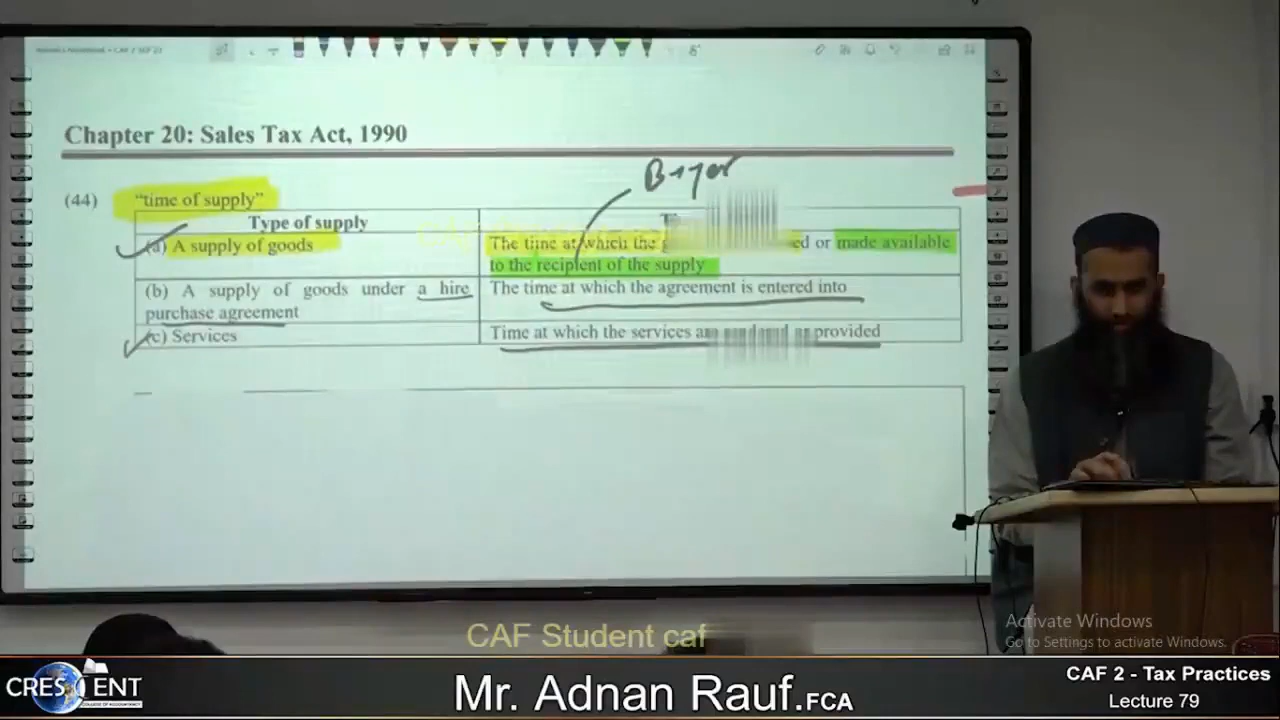 Chapter 20: Sales Tax Act, 1990
(44) "time of supply"
Type of supply
(a) A supply of goods
The time at which the ed or made available
to the recipient of the supply
(b) A supply of goods under a hire
purchase agreement
The time at which the agreement is entered into
(c) Services
Time at which the services provided
Activate Windows
Go to Settings to activate Windows.
CAF Student caf
CRESCENT
COLLEGE OF ACCOUNTANCY
Mr. Adnan Rauf.FCA
CAF 2 - Tax Practices
Lecture 79